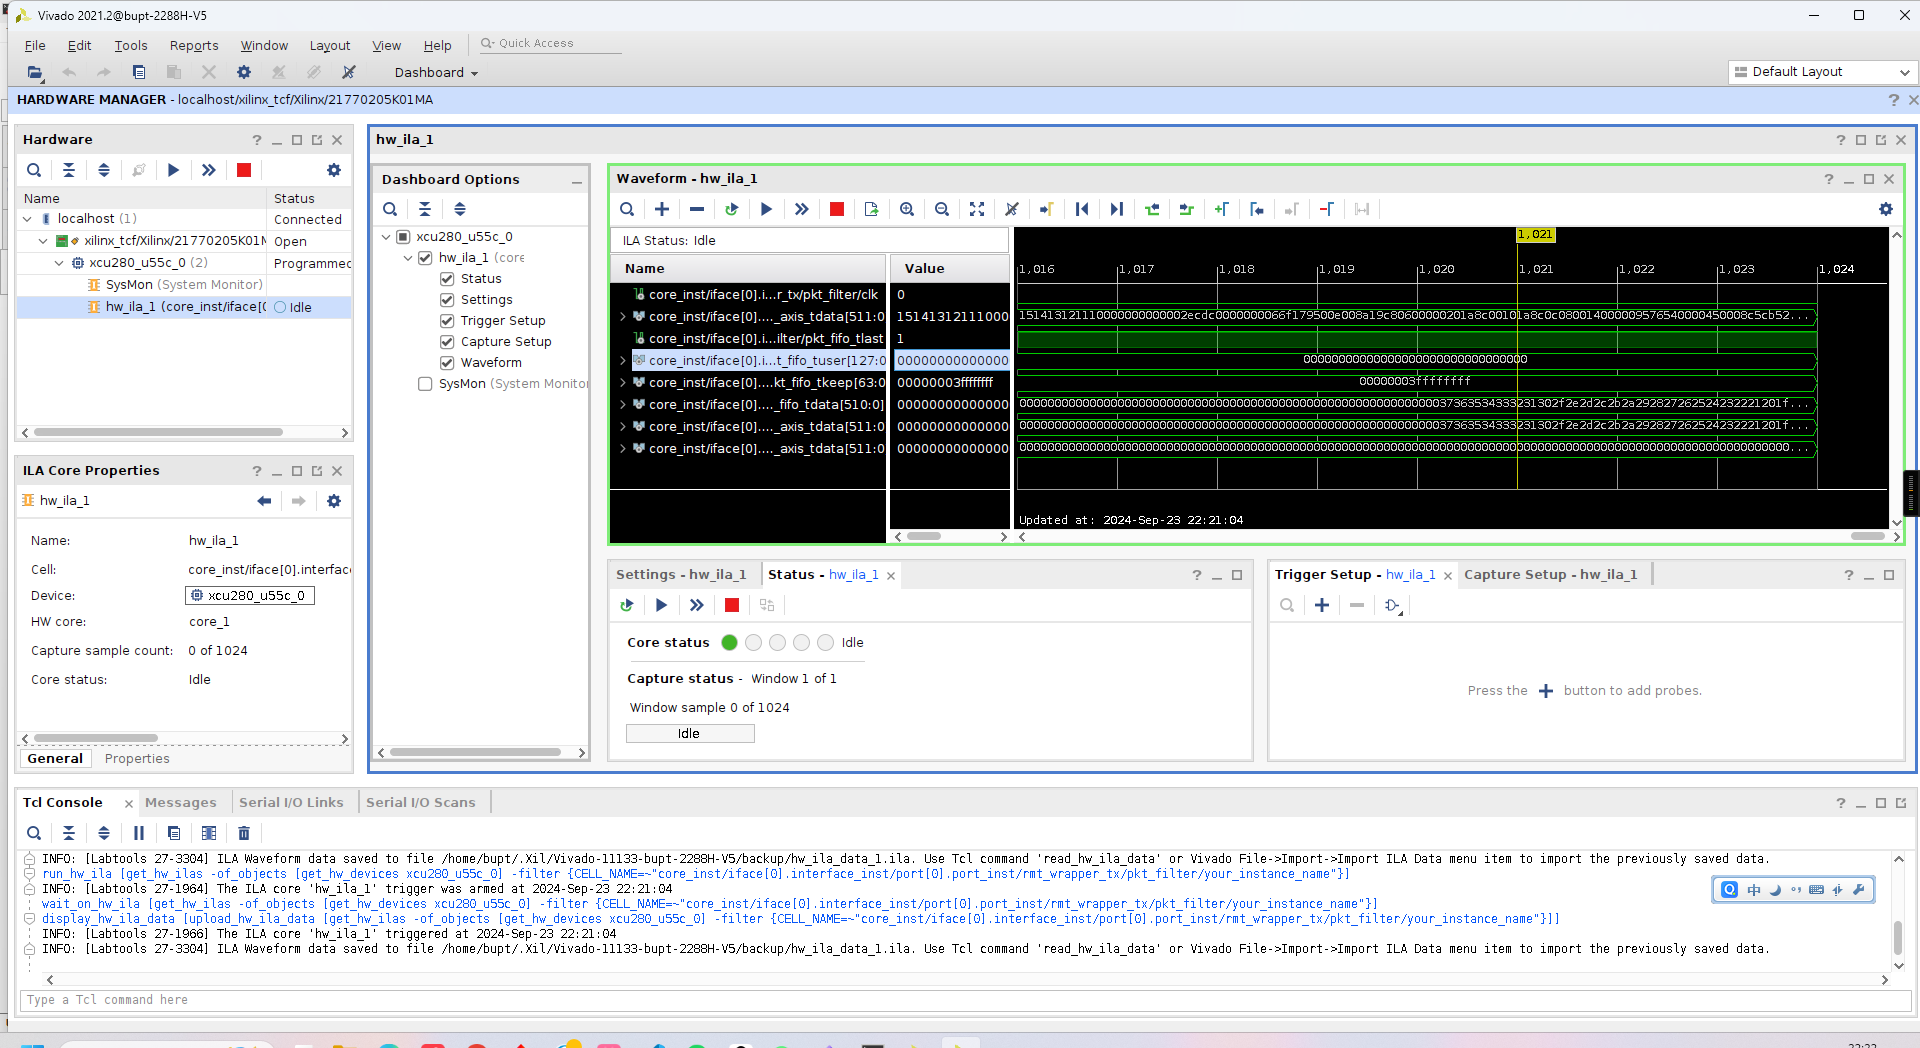 Vivado 2021.2@bupt-2288H-V5
File Edit Tools Reports Window Layout View Help Quick Access
Dashboard
Default Layout
HARDWARE MANAGER - localhost/xilinx_tcf/Xilinx/21770205K01MA
Hardware
Name Status
localhost (1) Connected
xilinx_tcf/Xilinx/21770205K01M Open
xcu280_u55c_0 (2) Programmed
SysMon (System Monitor)
hw_ila_1 (core_inst/iface[0 Idle
ILA Core Properties
hw_ila_1
Name: hw_ila_1
Cell: core_inst/iface[0].interface
Device: xcu280_u55c_0
HW core: core_1
Capture sample count: 0 of 1024
Core status: Idle
General Properties
hw_ila_1
Dashboard Options
xcu280_u55c_0
hw_ila_1 (core
Status
Settings
Trigger Setup
Capture Setup
Waveform
SysMon (System Monitor
Waveform - hw_ila_1
ILA Status: Idle
Name Value
1,021
1,016 1,017 1,018 1,019 1,020 1,021 1,022 1,023 1,024
core_inst/iface[0].i...r_tx/pkt_filter/clk 0
core_inst/iface[0]...._axis_tdata[511:0 15141312111000
core_inst/iface[0].i...ilter/pkt_fifo_tlast 1
core_inst/iface[0].i...t_fifo_tuser[127:0 00000000000000
00000000000000000000000000000000
core_inst/iface[0]....kt_fifo_tkeep[63:0 00000003ffffffff
00000003ffffffff
core_inst/iface[0]...._fifo_tdata[510:0] 00000000000000
core_inst/iface[0]...._axis_tdata[511:0 00000000000000
core_inst/iface[0]...._axis_tdata[511:0 00000000000000
Updated at: 2024-Sep-23 22:21:04
Settings - hw_ila_1 Status - hw_ila_1
Core status Idle
Capture status - Window 1 of 1
Window sample 0 of 1024
Idle
Trigger Setup - hw_ila_1 Capture Setup - hw_ila_1
Press the + button to add probes.
Tcl Console Messages Serial I/O Links Serial I/O Scans
INFO: [Labtools 27-3304] ILA Waveform data saved to file /home/bupt/.Xil/Vivado-11133-bupt-2288H-V5/backup/hw_ila_data_1.ila. Use Tcl command 'read_hw_ila_data' or Vivado File->Import->Import ILA Data menu item to import the previously saved data.
run_hw_ila [get_hw_ilas -of_objects [get_hw_devices xcu280_u55c_0] -filter {CELL_NAME=~"core_inst/iface[0].interface_inst/port[0].port_inst/rmt_wrapper_tx/pkt_filter/your_instance_name"}]
INFO: [Labtools 27-1964] The ILA core 'hw_ila_1' trigger was armed at 2024-Sep-23 22:21:04
wait_on_hw_ila [get_hw_ilas -of_objects [get_hw_devices xcu280_u55c_0] -filter {CELL_NAME=~"core_inst/iface[0].interface_inst/port[0].port_inst/rmt_wrapper_tx/pkt_filter/your_instance_name"}]
display_hw_ila_data [upload_hw_ila_data [get_hw_ilas -of_objects [get_hw_devices xcu280_u55c_0] -filter {CELL_NAME=~"core_inst/iface[0].interface_inst/port[0].port_inst/rmt_wrapper_tx/pkt_filter/your_instance_name"}]]
INFO: [Labtools 27-1966] The ILA core 'hw_ila_1' triggered at 2024-Sep-23 22:21:04
INFO: [Labtools 27-3304] ILA Waveform data saved to file /home/bupt/.Xil/Vivado-11133-bupt-2288H-V5/backup/hw_ila_data_1.ila. Use Tcl command 'read_hw_ila_data' or Vivado File->Import->Import ILA Data menu item to import the previously saved data.
中
Type a Tcl command here